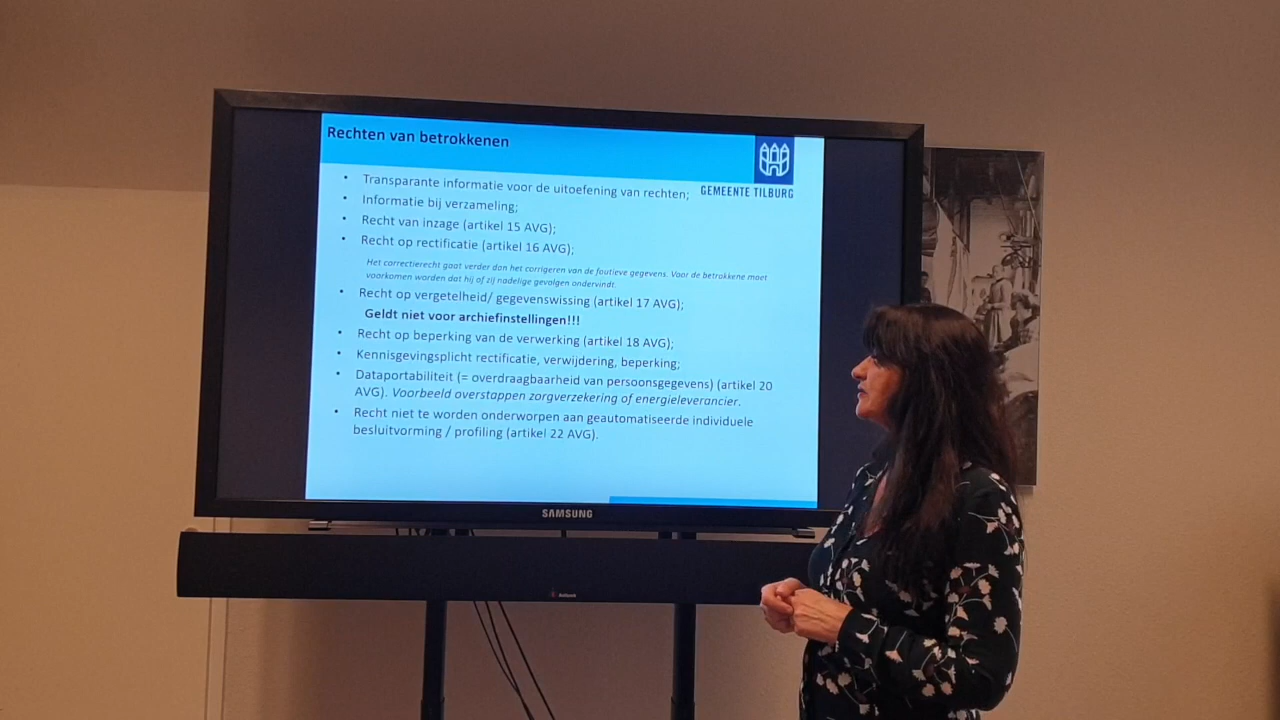 Rechten van betrokkenen
GEMEENTE TILBURG
• Transparante informatie voor de uitoefening van rechten;
• Informatie bij verzameling;
• Recht van inzage (artikel 15 AVG);
• Recht op rectificatie (artikel 16 AVG);
Het correctierecht gaat verder dan het corrigeren van de foutieve gegevens. Voor de betrokkene moet
voorkomen worden dat hij of zij nadelige gevolgen ondervindt.
• Recht op vergetelheid/ gegevenswissing (artikel 17 AVG);
Geldt niet voor archiefinstellingen!!!
• Recht op beperking van de verwerking (artikel 18 AVG);
• Kennisgevingsplicht rectificatie, verwijdering, beperking;
• Dataportabiliteit (= overdraagbaarheid van persoonsgegevens) (artikel 20
AVG). Voorbeeld overstappen zorgverzekering of energieleverancier.
• Recht niet te worden onderworpen aan geautomatiseerde individuele
besluitvorming / profiling (artikel 22 AVG).
SAMSUNG